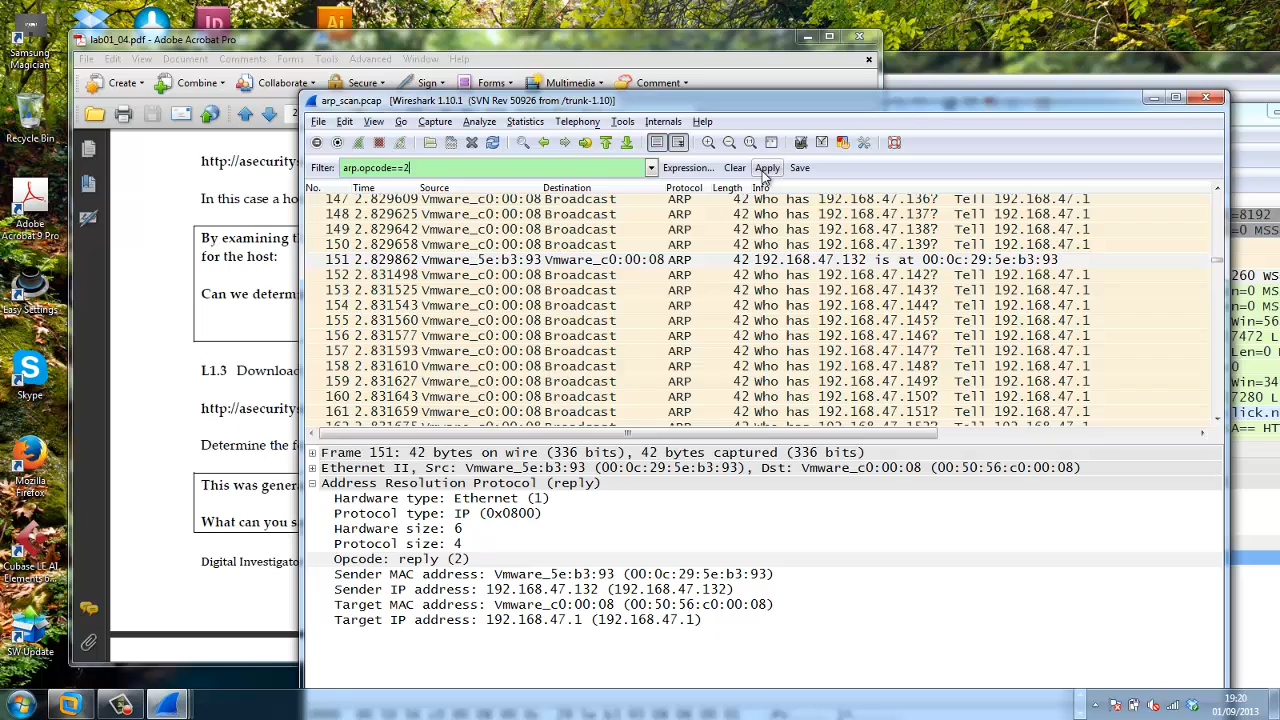 Samsung
Magician
Recycle Bin
Adobe
Acrobat 9 Pro
Easy Settings
Skype
Mozilla
Firefox
Cubase LE AI
Elements 6...
SW Update
Id
Ai
lab01_04.pdf - Adobe Acrobat Pro
File Edit View Document Comments Forms Tools Advanced Window Help
Create Combine Collaborate Secure Sign Forms Multimedia Comment
2
http://asecurity
In this case a ho
By examining t
for the host:
Can we determ
L1.3 Download
http://asecurity
Determine the f
This was gener
What can you s
Digital Investigato
arp_scan.pcap [Wireshark 1.10.1 (SVN Rev 50926 from /trunk-1.10)]
File Edit View Go Capture Analyze Statistics Telephony Tools Internals Help
Filter: arp.opcode==2 Expression... Clear Apply Save
No. Time Source Destination Protocol Length Info
147 2.829609 Vmware_c0:00:08 Broadcast ARP 42 Who has 192.168.47.136? Tell 192.168.47.1
148 2.829625 Vmware_c0:00:08 Broadcast ARP 42 Who has 192.168.47.137? Tell 192.168.47.1
149 2.829642 Vmware_c0:00:08 Broadcast ARP 42 Who has 192.168.47.138? Tell 192.168.47.1
150 2.829658 Vmware_c0:00:08 Broadcast ARP 42 Who has 192.168.47.139? Tell 192.168.47.1
151 2.829862 Vmware_5e:b3:93 Vmware_c0:00:08 ARP 42 192.168.47.132 is at 00:0c:29:5e:b3:93
152 2.831498 Vmware_c0:00:08 Broadcast ARP 42 Who has 192.168.47.142? Tell 192.168.47.1
153 2.831525 Vmware_c0:00:08 Broadcast ARP 42 Who has 192.168.47.143? Tell 192.168.47.1
154 2.831543 Vmware_c0:00:08 Broadcast ARP 42 Who has 192.168.47.144? Tell 192.168.47.1
155 2.831560 Vmware_c0:00:08 Broadcast ARP 42 Who has 192.168.47.145? Tell 192.168.47.1
156 2.831577 Vmware_c0:00:08 Broadcast ARP 42 Who has 192.168.47.146? Tell 192.168.47.1
157 2.831593 Vmware_c0:00:08 Broadcast ARP 42 Who has 192.168.47.147? Tell 192.168.47.1
158 2.831610 Vmware_c0:00:08 Broadcast ARP 42 Who has 192.168.47.148? Tell 192.168.47.1
159 2.831627 Vmware_c0:00:08 Broadcast ARP 42 Who has 192.168.47.149? Tell 192.168.47.1
160 2.831643 Vmware_c0:00:08 Broadcast ARP 42 Who has 192.168.47.150? Tell 192.168.47.1
161 2.831659 Vmware_c0:00:08 Broadcast ARP 42 Who has 192.168.47.151? Tell 192.168.47.1
Frame 151: 42 bytes on wire (336 bits), 42 bytes captured (336 bits)
Ethernet II, Src: Vmware_5e:b3:93 (00:0c:29:5e:b3:93), Dst: Vmware_c0:00:08 (00:50:56:c0:00:08)
Address Resolution Protocol (reply)
Hardware type: Ethernet (1)
Protocol type: IP (0x0800)
Hardware size: 6
Protocol size: 4
Opcode: reply (2)
Sender MAC address: Vmware_5e:b3:93 (00:0c:29:5e:b3:93)
Sender IP address: 192.168.47.132 (192.168.47.132)
Target MAC address: Vmware_c0:00:08 (00:50:56:c0:00:08)
Target IP address: 192.168.47.1 (192.168.47.1)
=8192
=0 MSS
260 WS
=0 MS
Win=56
7472 L
Len=0 M
Win=34
7280 L
lick.n
A== HT
19:20
01/09/2013